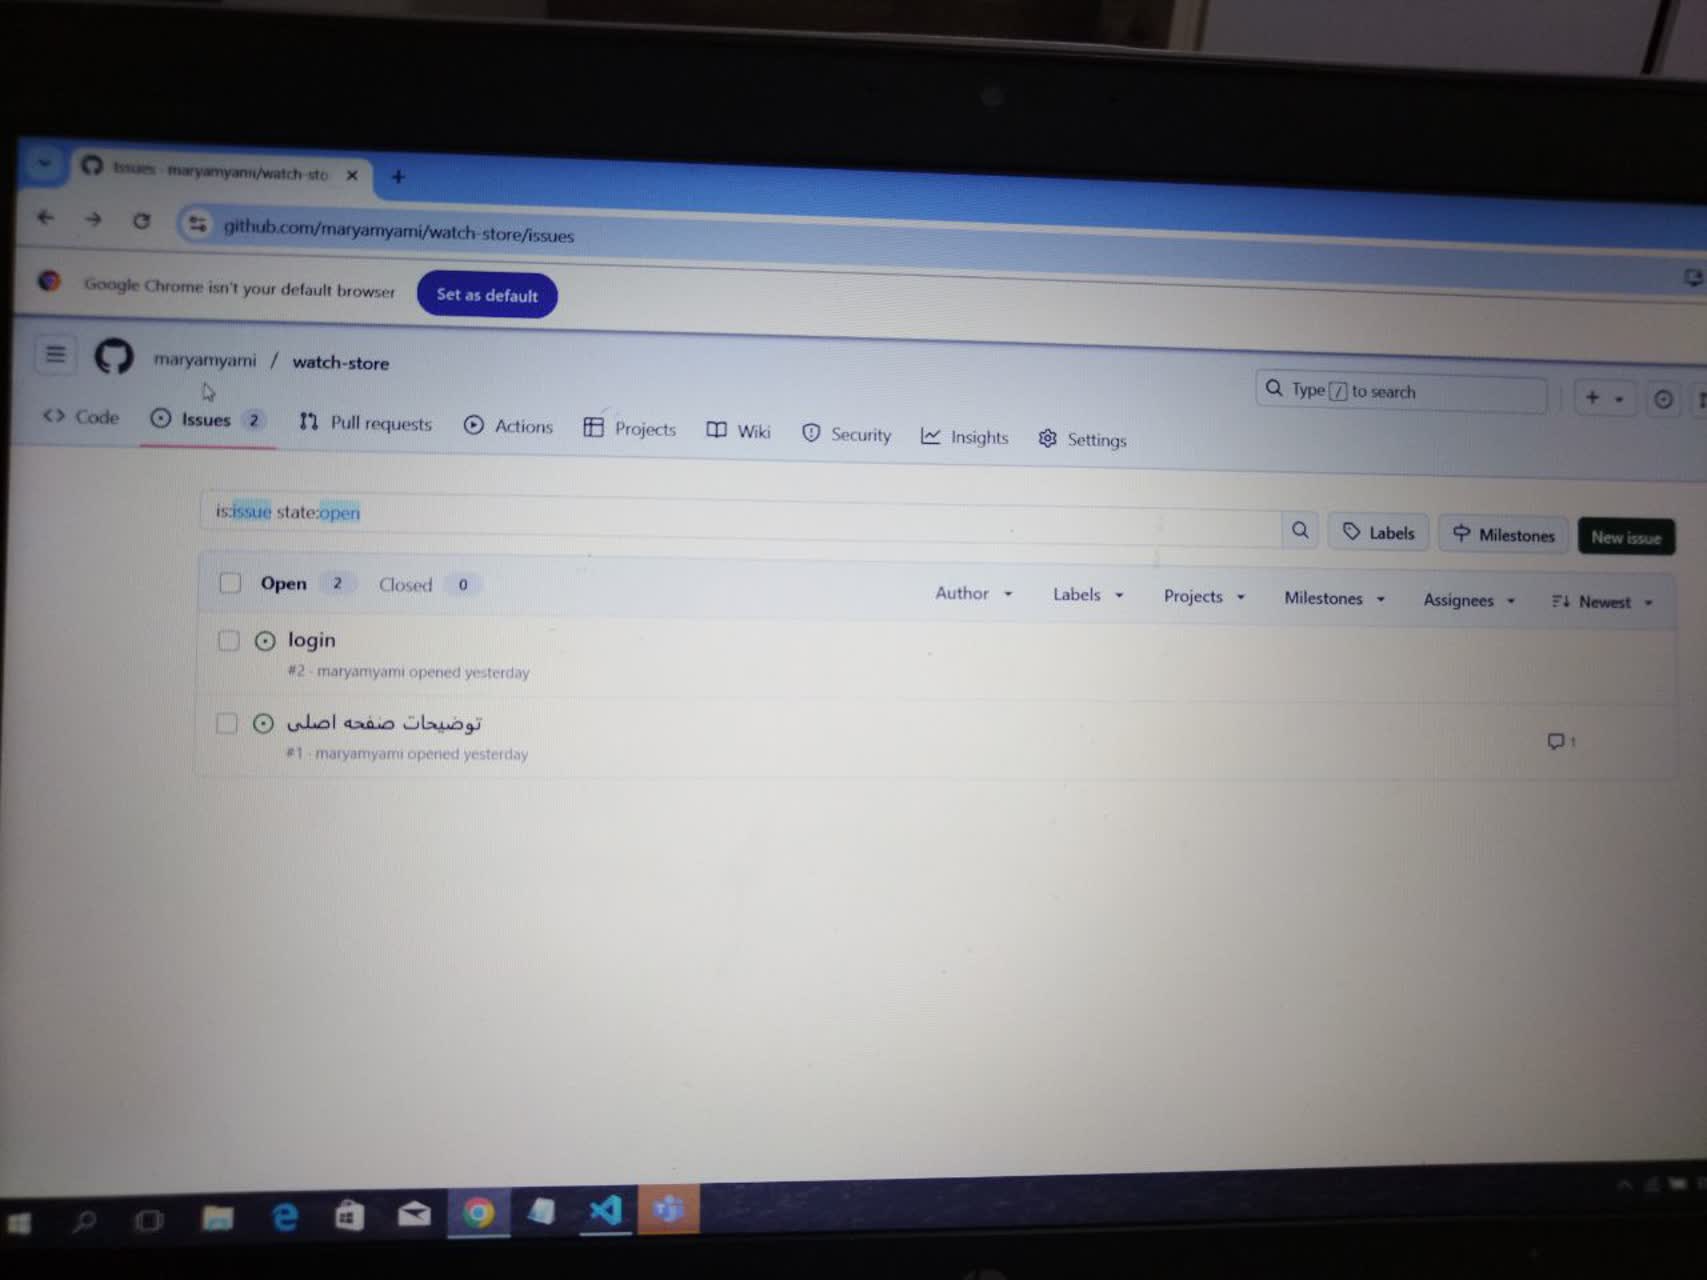 Issues · maryamyami/watch-sto
github.com/maryamyami/watch-store/issues
Google Chrome isn't your default browser Set as default
maryamyami / watch-store
Type / to search
Code Issues 2 Pull requests Actions Projects Wiki Security Insights Settings
is:issue state:open
Labels Milestones New issue
Open 2 Closed 0
Author Labels Projects Milestones Assignees Newest
login
#2 · maryamyami opened yesterday
توضیحات صفحه اصلی
1
#1 · maryamyami opened yesterday